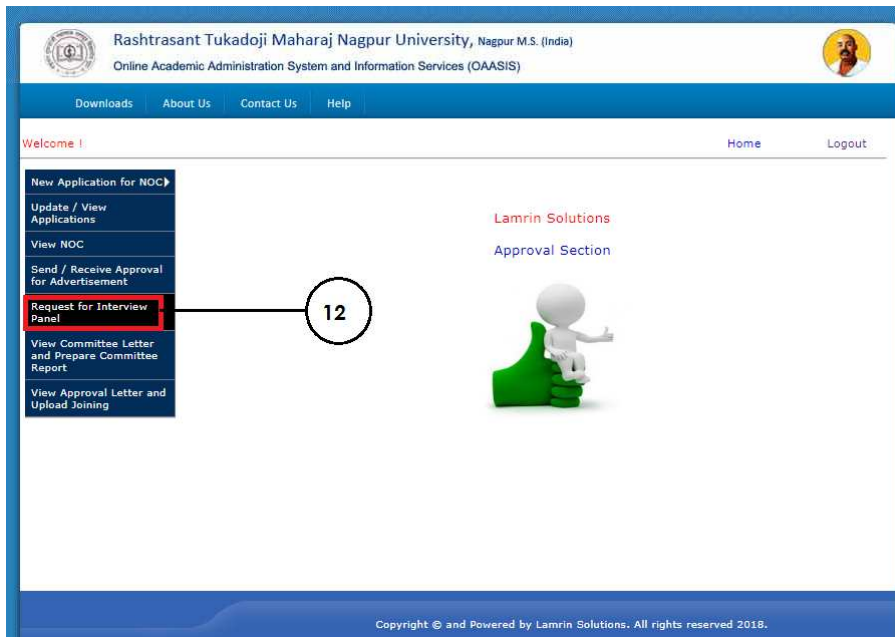 Rashtrasant Tukadoji Maharaj Nagpur University, Nagpur M.S. (India)
Online Academic Administration System and Information Services (OAASIS)
Downloads About Us Contact Us Help
Welcome !
Home Logout
New Application for NOC
Update / View
Applications
View NOC
Send / Receive Approval
for Advertisement
Request for Interview
Panel
View Committee Letter
and Prepare Committee
Report
View Approval Letter and
Upload Joining
12
Lamrin Solutions
Approval Section
Copyright © and Powered by Lamrin Solutions. All rights reserved 2018.